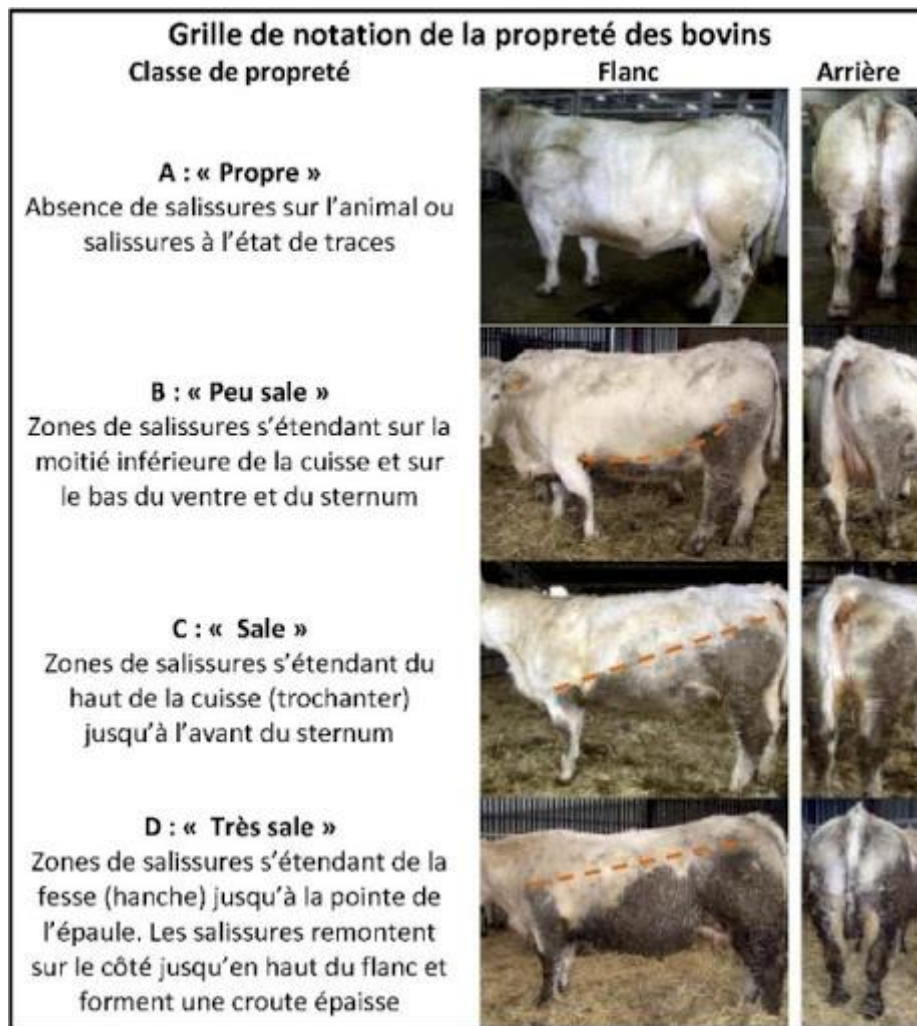 Grille de notation de la propreté des bovins
Classe de propreté Flanc Arrière
A : « Propre »
Absence de salissures sur l’animal ou
salissures à l’état de traces
B : « Peu sale »
Zones de salissures s’étendant sur la
moitié inférieure de la cuisse et sur
le bas du ventre et du sternum
C : « Sale »
Zones de salissures s’étendant du
haut de la cuisse (trochanter)
jusqu’à l’avant du sternum
D : « Très sale »
Zones de salissures s’étendant de la
fesse (hanche) jusqu’à la pointe de
l’épaule. Les salissures remontent
sur le côté jusqu’en haut du flanc et
forment une croute épaisse